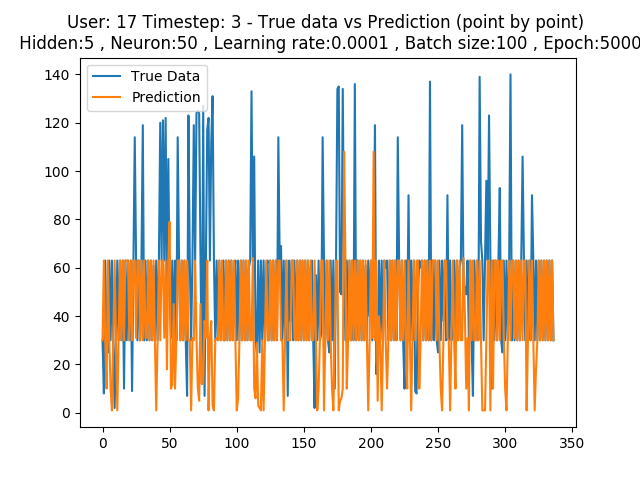 User: 17 Timestep: 3 - True data vs Prediction (point by point)
Hidden:5 , Neuron:50 , Learning rate:0.0001 , Batch size:100 , Epoch:5000
True Data
Prediction
140
120
100
80
60
40
20
0
0 50 100 150 200 250 300 350